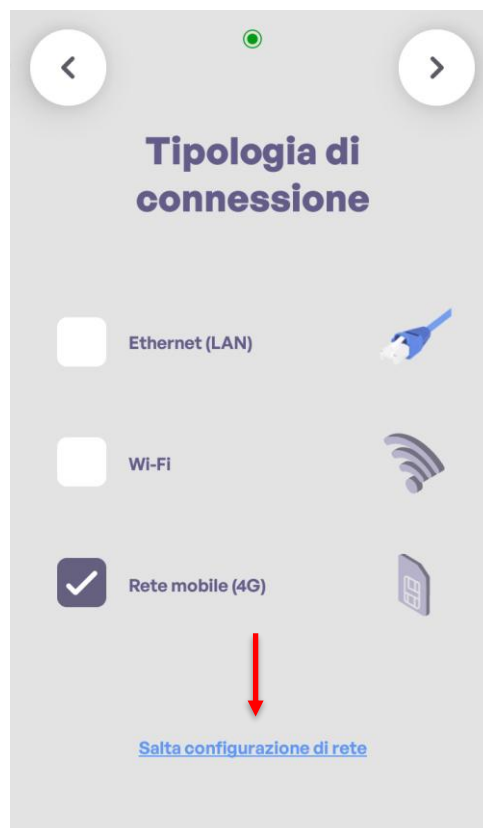 Tipologia di
connessione
Ethernet (LAN)
Wi-Fi
Rete mobile (4G)
Salta configurazione di rete